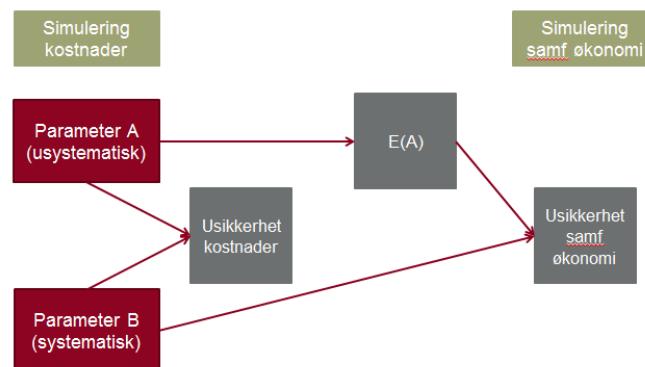 Simulering
kostnader
Simulering
samf økonomi
Parameter A
(usystematisk)
E(A)
Usikkerhet
kostnader
Usikkerhet
samf
økonomi
Parameter B
(systematisk)